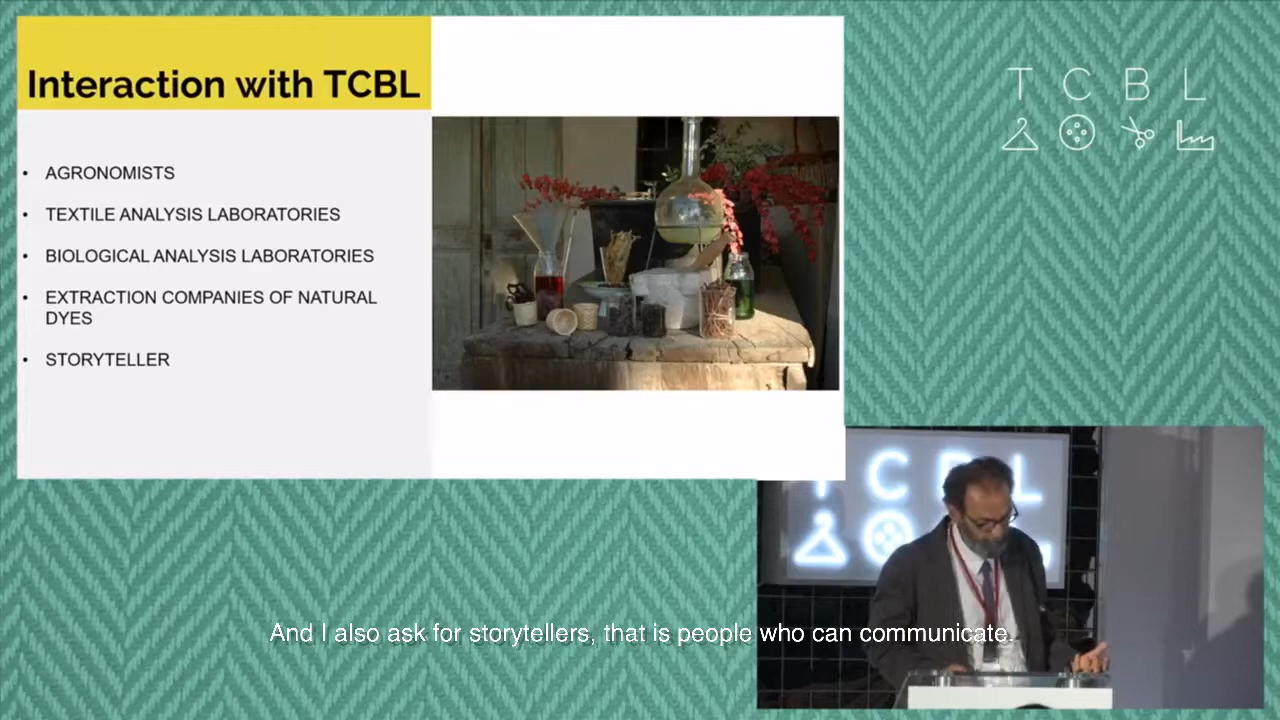 Interaction with TCBL
• AGRONOMISTS
• TEXTILE ANALYSIS LABORATORIES
• BIOLOGICAL ANALYSIS LABORATORIES
• EXTRACTION COMPANIES OF NATURAL
DYES
• STORYTELLER
T C B L
T C B L
And I also ask for storytellers, that is people who can communicate.